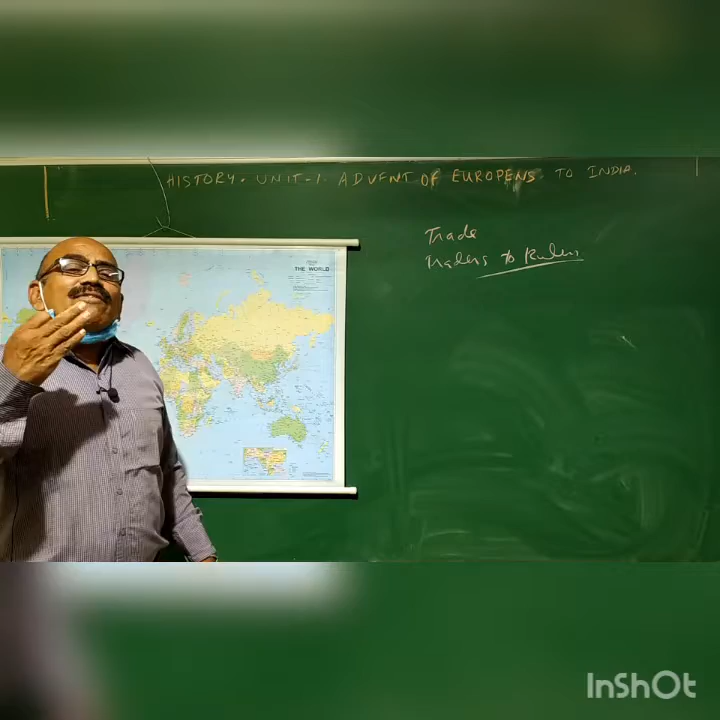 HISTORY. UNIT-1. ADVENT OF EUROPENS. TO INDIA.
Trade
Traders to Rulers
THE WORLD
InShOt